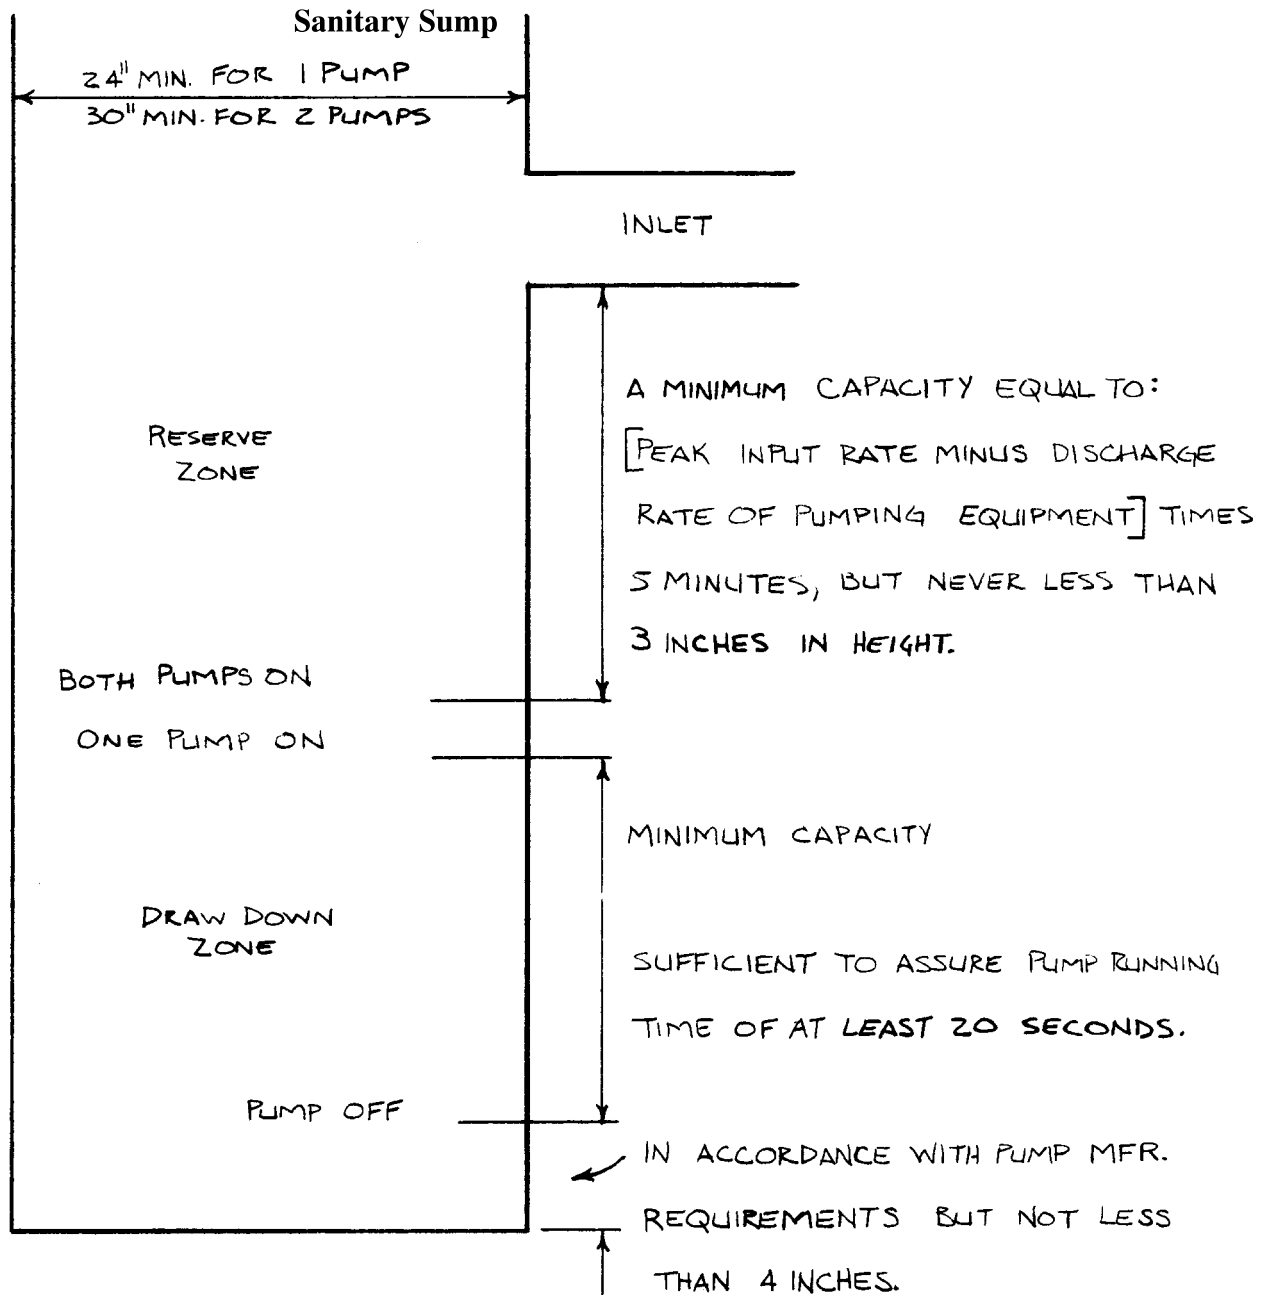 Sanitary Sump
24" MIN. FOR 1 PUMP
30" MIN. FOR 2 PUMPS
INLET
A MINIMUM CAPACITY EQUAL TO:
[PEAK INPUT RATE MINUS DISCHARGE
RATE OF PUMPING EQUIPMENT] TIMES
5 MINUTES, BUT NEVER LESS THAN
3 INCHES IN HEIGHT.
RESERVE
ZONE
BOTH PUMPS ON
ONE PUMP ON
MINIMUM CAPACITY
SUFFICIENT TO ASSURE PUMP RUNNING
TIME OF AT LEAST 20 SECONDS.
DRAW DOWN
ZONE
PUMP OFF
IN ACCORDANCE WITH PUMP MFR.
REQUIREMENTS BUT NOT LESS
THAN 4 INCHES.